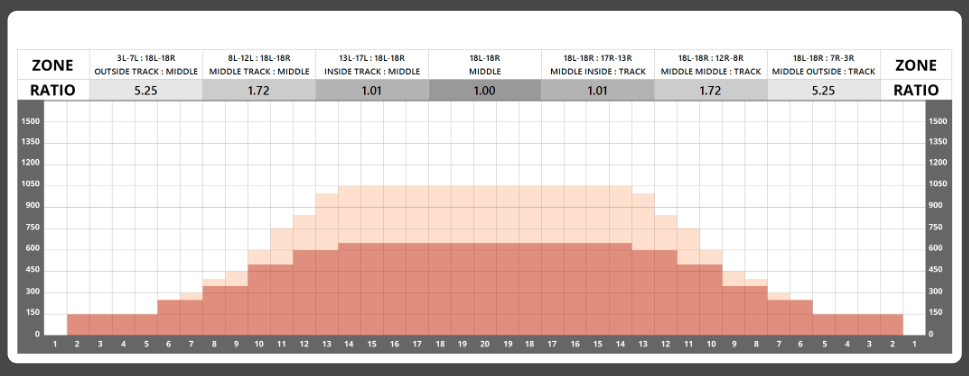 ZONE 3L-7L : 18L-18R 8L-12L : 18L-18R 13L-17L : 18L-18R 18L-18R 18L-18R : 17R-13R 18L-18R : 12R-8R 18L-18R : 7R-3R ZONE
OUTSIDE TRACK : MIDDLE MIDDLE TRACK : MIDDLE INSIDE TRACK : MIDDLE MIDDLE MIDDLE INSIDE : TRACK MIDDLE MIDDLE : TRACK MIDDLE OUTSIDE : TRACK
RATIO 5.25 1.72 1.01 1.00 1.01 1.72 5.25 RATIO
1500 1500
1350 1350
1200 1200
1050 1050
900 900
750 750
600 600
450 450
300 300
150 150
0 0
1 2 3 4 5 6 7 8 9 10 11 12 13 14 15 16 17 18 19 20 19 18 17 16 15 14 13 12 11 10 9 8 7 6 5 4 3 2 1